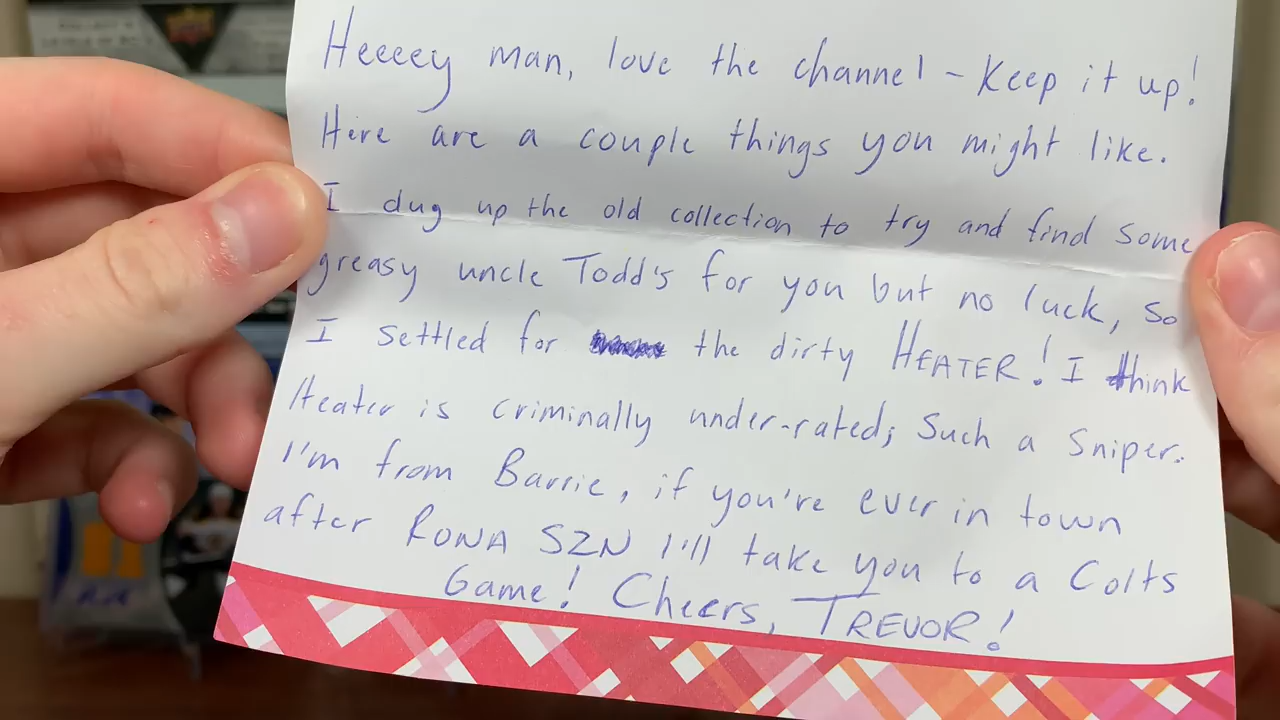 Heeeey man, love the channel - Keep it up!
Here are a couple things you might like.
I dug up the old collection to try and find some
greasy uncle Todd's for you but no luck, so
I settled for the dirty HEATER! I think
Heater is criminally under-rated; Such a Sniper.
I'm from Barrie, if you're ever in town
after RONA SZN I'll take you to a Colts
Game! Cheers, TREVOR!